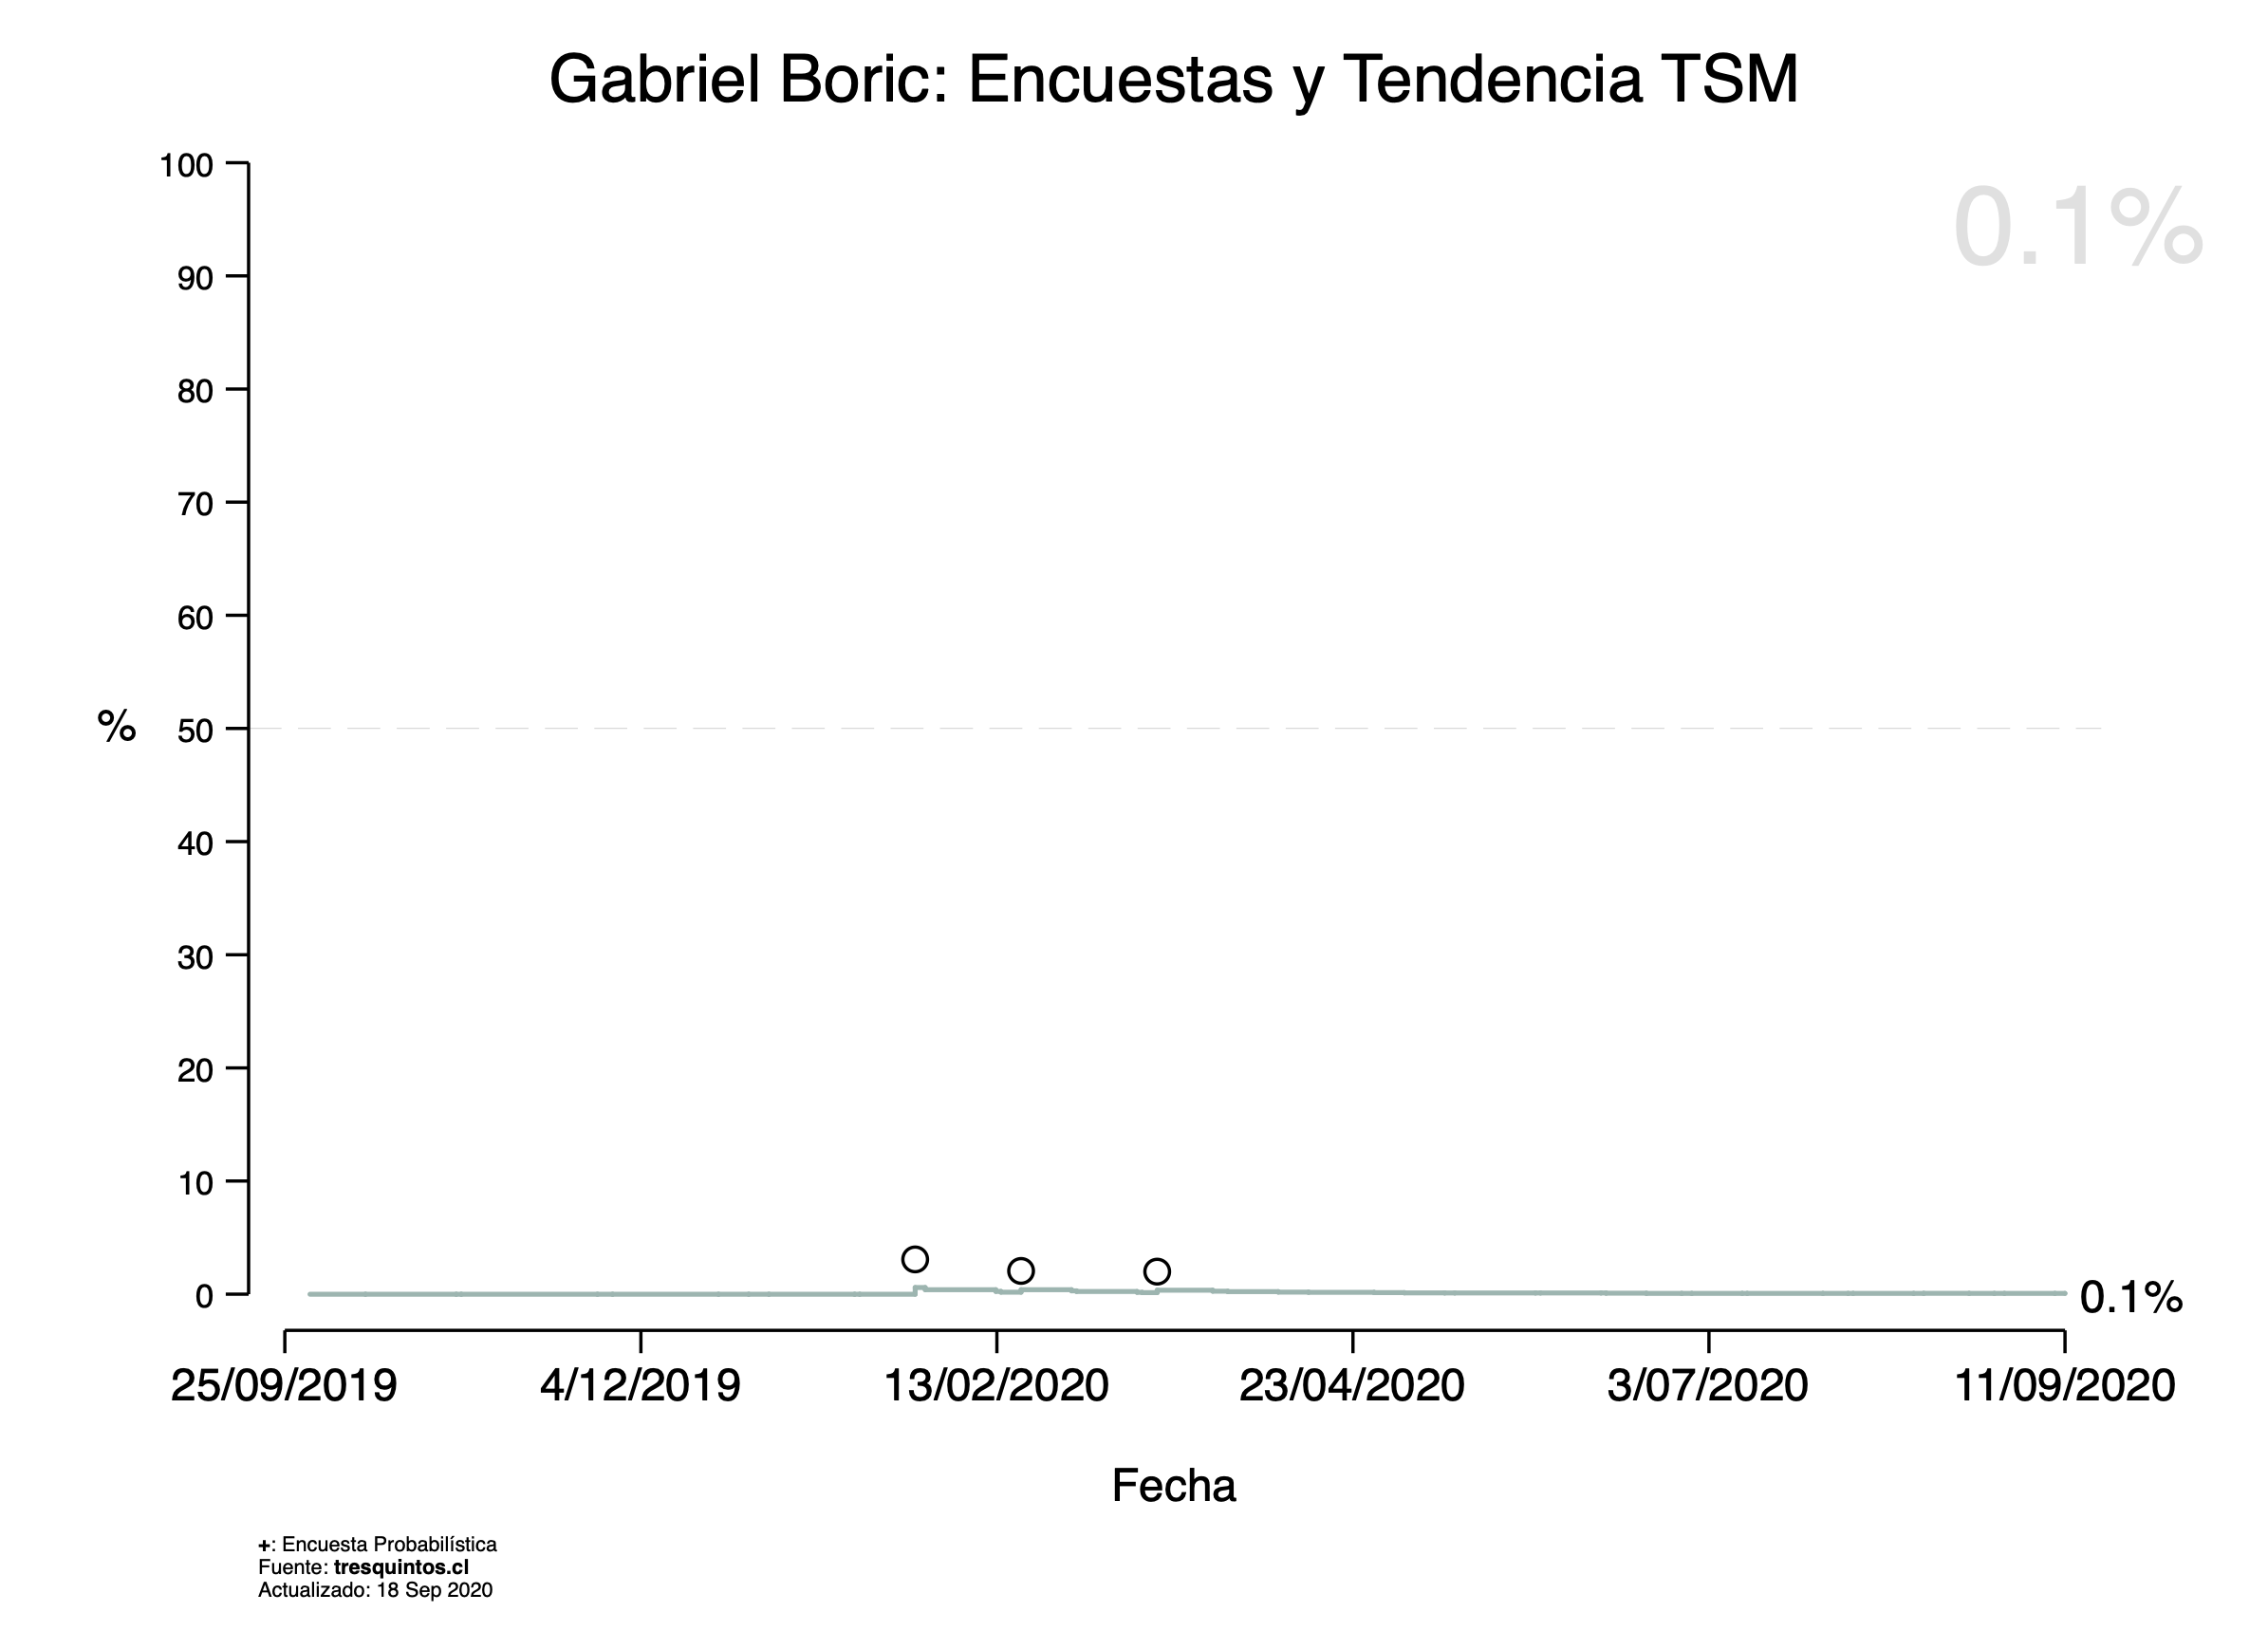 Gabriel Boric: Encuestas y Tendencia TSM
100
0.1%
90
80
70
60
% 50
40
30
20
10
0
0.1%
25/09/2019 4/12/2019 13/02/2020 23/04/2020 3/07/2020 11/09/2020
Fecha
+: Encuesta Probabilística
Fuente: tresquintos.cl
Actualizado: 18 Sep 2020